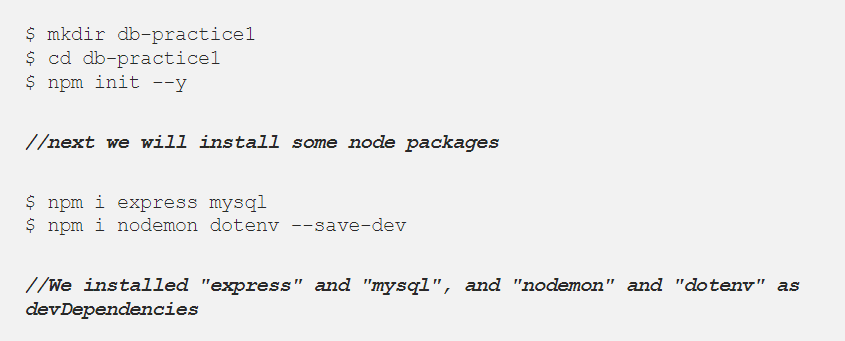 $ mkdir db-practice1
$ cd db-practice1
$ npm init --y
//next we will install some node packages
$ npm i express mysql
$ npm i nodemon dotenv --save-dev
//We installed "express" and "mysql", and "nodemon" and "dotenv" as
devDependencies